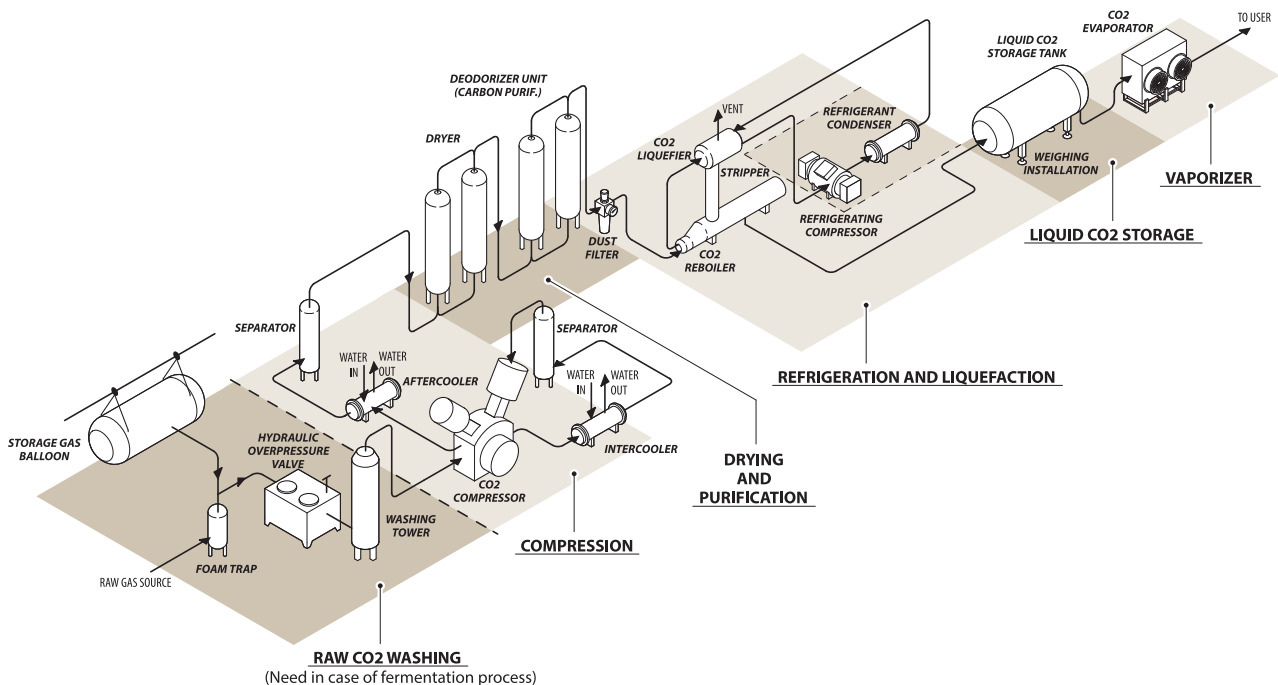 CO2
EVAPORATOR
TO USER
LIQUID CO2
STORAGE TANK
DEODORIZER UNIT
(CARBON PURIF.)
VENT
REFRIGERANT
CONDENSER
DRYER
CO2
LIQUEFIER
STRIPPER
WEIGHING
INSTALLATION
VAPORIZER
REFRIGERATING
COMPRESSOR
LIQUID CO2 STORAGE
DUST
FILTER
CO2
REBOILER
SEPARATOR
SEPARATOR
WATER
IN
WATER
OUT
AFTERCOOLER
WATER
IN
WATER
OUT
REFRIGERATION AND LIQUEFACTION
STORAGE GAS
BALLOON
HYDRAULIC
OVERPRESSURE
VALVE
INTERCOOLER
DRYING
AND
PURIFICATION
CO2
COMPRESSOR
WASHING
TOWER
COMPRESSION
FOAM TRAP
RAW GAS SOURCE
RAW CO2 WASHING
(Need in case of fermentation process)